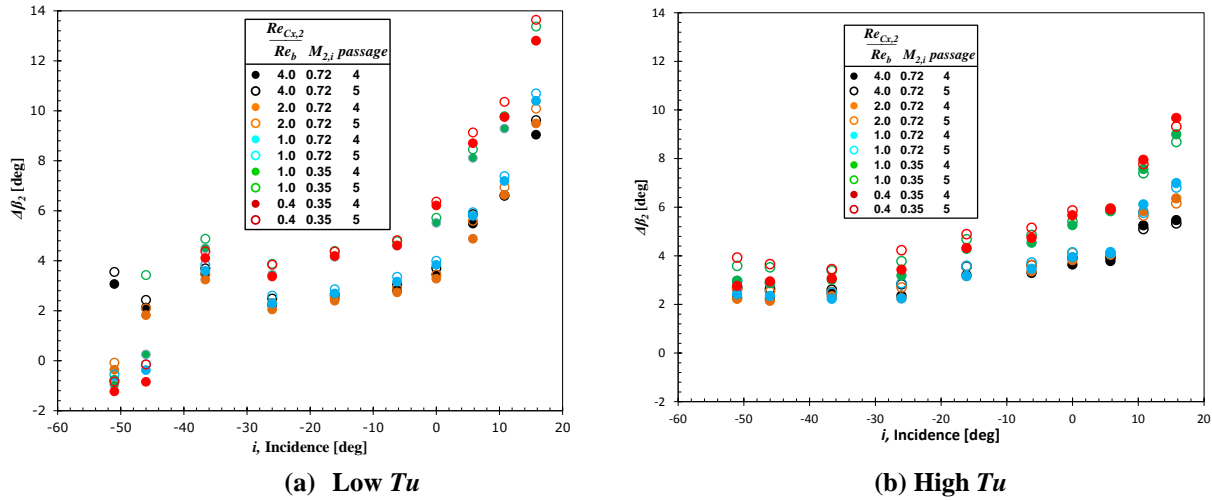 14
12
10
8
6
4
2
0
-2
-60 -50 -40 -30 -20 -10 0 10 20
Δβ2 [deg]
i, Incidence [deg]
ReCx,2
Reb M2,i passage
4.0 0.72 4
4.0 0.72 5
2.0 0.72 4
2.0 0.72 5
1.0 0.72 4
1.0 0.72 5
1.0 0.35 4
1.0 0.35 5
0.4 0.35 4
0.4 0.35 5
(a) Low Tu
14
12
10
8
6
4
2
0
-2
-60 -50 -40 -30 -20 -10 0 10 20
Δβ2 [deg]
i, Incidence [deg]
ReCx,2
Reb M2,i passage
4.0 0.72 4
4.0 0.72 5
2.0 0.72 4
2.0 0.72 5
1.0 0.72 4
1.0 0.72 5
1.0 0.35 4
1.0 0.35 5
0.4 0.35 4
0.4 0.35 5
(b) High Tu